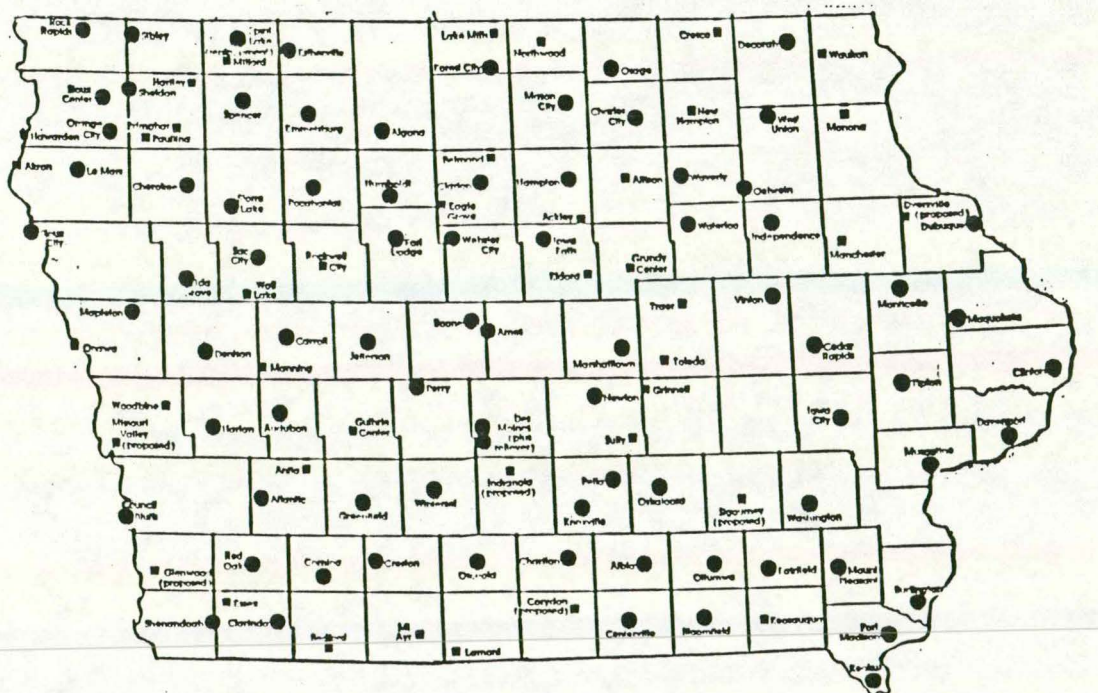 Rock
Rapids
Sibley
Spirit
Lake
Milford
Estherville
Lake Mills
Forest City
Northwood
Osage
Cresco
Decorah
Waukon
Sioux
Center
Hartley
Sheldon
Orange
City
Hawarden
Primghar
Paullina
Spencer
Emmetsburg
Algona
Mason
City
Charles
City
New
Hampton
West
Union
Monona
Akron
Le Mars
Cherokee
Storm
Lake
Pocahontas
Humboldt
Belmond
Clarion
Eagle
Grove
Hampton
Ackley
Allison
Waverly
Oelwein
Dyersville
(proposed)
Dubuque
Sioux
City
Ida
Grove
Sac
City
Wall
Lake
Rockwell
City
Fort
Dodge
Webster
City
Iowa
Falls
Eldora
Grundy
Center
Waterloo
Independence
Manchester
Mapleton
Onawa
Denison
Carroll
Manning
Jefferson
Boone
Ames
Marshalltown
Traer
Toledo
Vinton
Cedar
Rapids
Monticello
Maquoketa
Clinton
Woodbine
Missouri
Valley
(proposed)
Harlan
Audubon
Guthrie
Center
Perry
Des
Moines
(plus
Newton
Grinnell
Sully
Iowa
City
Tipton
Davenport
Muscatine
Council
Bluffs
Anita
Atlantic
Greenfield
Winterset
Indianola
(proposed)
Pella
Knoxville
Oskaloosa
Sigourney
(proposed)
Washington
Glenwood
(proposed)
Red
Oak
Corning
Creston
Osceola
Chariton
Albia
Ottumwa
Fairfield
Mount
Pleasant
Burlington
Shenandoah
Essex
Clarinda
Bedford
Mt.
Ayr
Lamoni
Corydon
(proposed)
Centerville
Bloomfield
Keosauqua
Fort
Madison
Keokuk